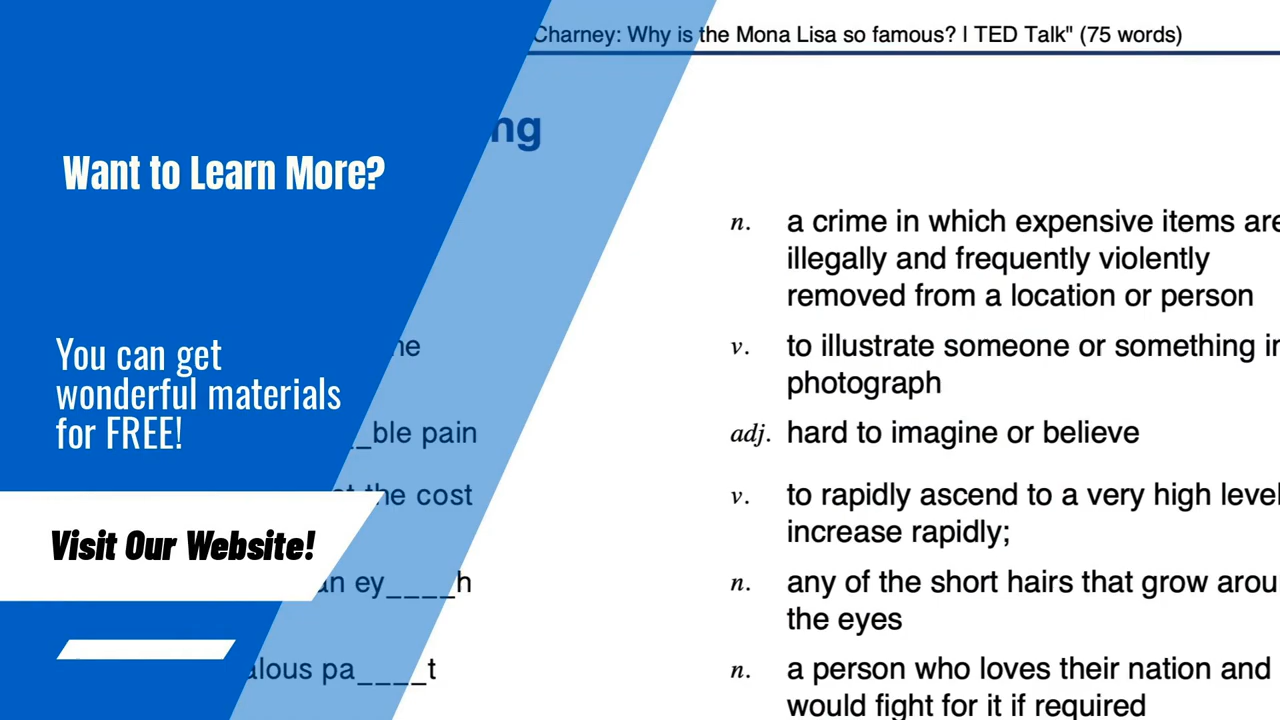 Charney: Why is the Mona Lisa so famous? | TED Talk" (75 words)
ng
Want to Learn More?
You can get
wonderful materials
for FREE!
Visit Our Website!
ne
_ble pain
at the cost
an ey____h
alous pa____t
n. a crime in which expensive items are
illegally and frequently violently
removed from a location or person
v. to illustrate someone or something in
photograph
adj. hard to imagine or believe
v. to rapidly ascend to a very high level
increase rapidly;
n. any of the short hairs that grow arou
the eyes
n. a person who loves their nation and
would fight for it if required